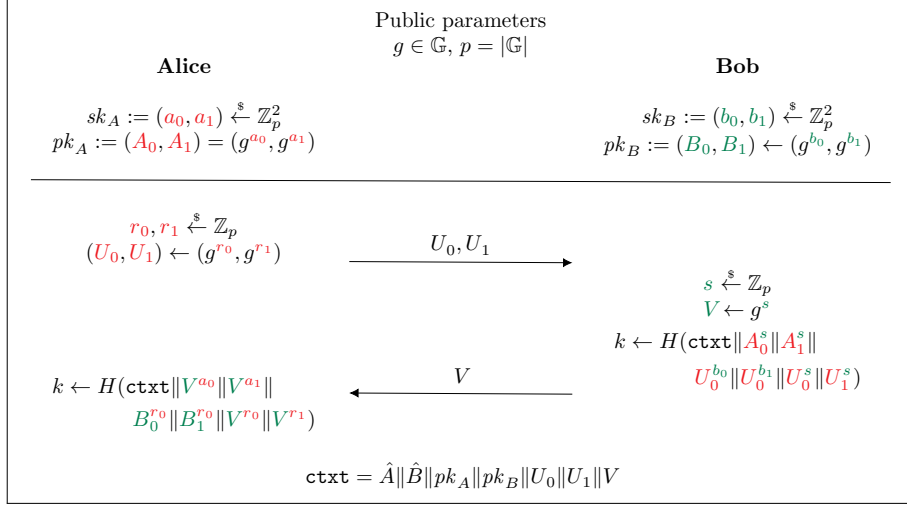 Public parameters
g ∈ 𝔾, p = |𝔾|
Alice
Bob
sk_A := (a_0, a_1) ←$ ℤ_p^2
pk_A := (A_0, A_1) = (g^{a_0}, g^{a_1})
sk_B := (b_0, b_1) ←$ ℤ_p^2
pk_B := (B_0, B_1) ← (g^{b_0}, g^{b_1})
r_0, r_1 ←$ ℤ_p
(U_0, U_1) ← (g^{r_0}, g^{r_1})
U_0, U_1
s ←$ ℤ_p
V ← g^s
k ← H(ctxt‖A_0^s‖A_1^s‖
U_0^{b_0}‖U_0^{b_1}‖U_0^s‖U_1^s)
V
k ← H(ctxt‖V^{a_0}‖V^{a_1}‖
B_0^{r_0}‖B_1^{r_0}‖V^{r_0}‖V^{r_1})
ctxt = Â‖B̂‖pk_A‖pk_B‖U_0‖U_1‖V